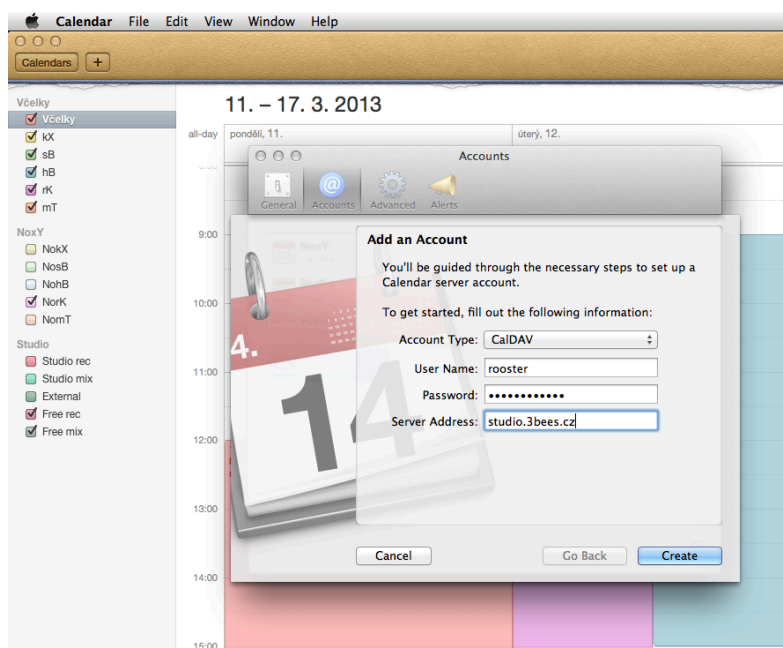 Calendar File Edit View Window Help
Calendars +
Včelky
Včelky
kX
sB
hB
rK
mT
NoxY
NokX
NosB
NohB
NorK
NomT
Studio
Studio rec
Studio mix
External
Free rec
Free mix
11. – 17. 3. 2013
all-day pondělí, 11. úterý, 12.
9:00
10:00
11:00
12:00
13:00
14:00
15:00
Accounts
General Accounts Advanced Alerts
4.
14
Add an Account
You'll be guided through the necessary steps to set up a
Calendar server account.
To get started, fill out the following information:
Account Type: CalDAV
User Name: rooster
Password: ••••••••••••
Server Address: studio.3bees.cz
Cancel Go Back Create